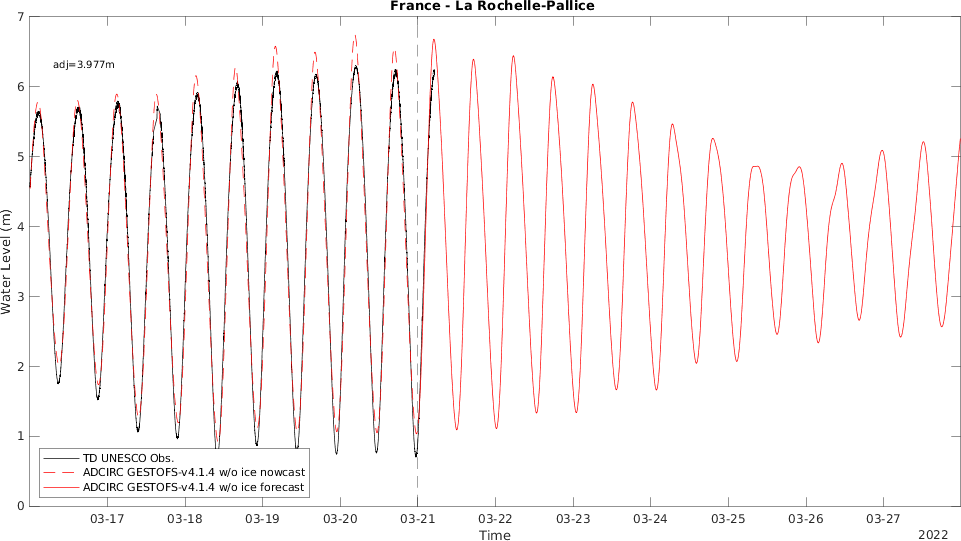 France - La Rochelle-Pallice
adj=3.977m
7
6
5
4
3
2
1
0
Water Level (m)
TD UNESCO Obs.
ADCIRC GESTOFS-v4.1.4 w/o ice nowcast
ADCIRC GESTOFS-v4.1.4 w/o ice forecast
03-17 03-18 03-19 03-20 03-21 03-22 03-23 03-24 03-25 03-26 03-27
Time
2022